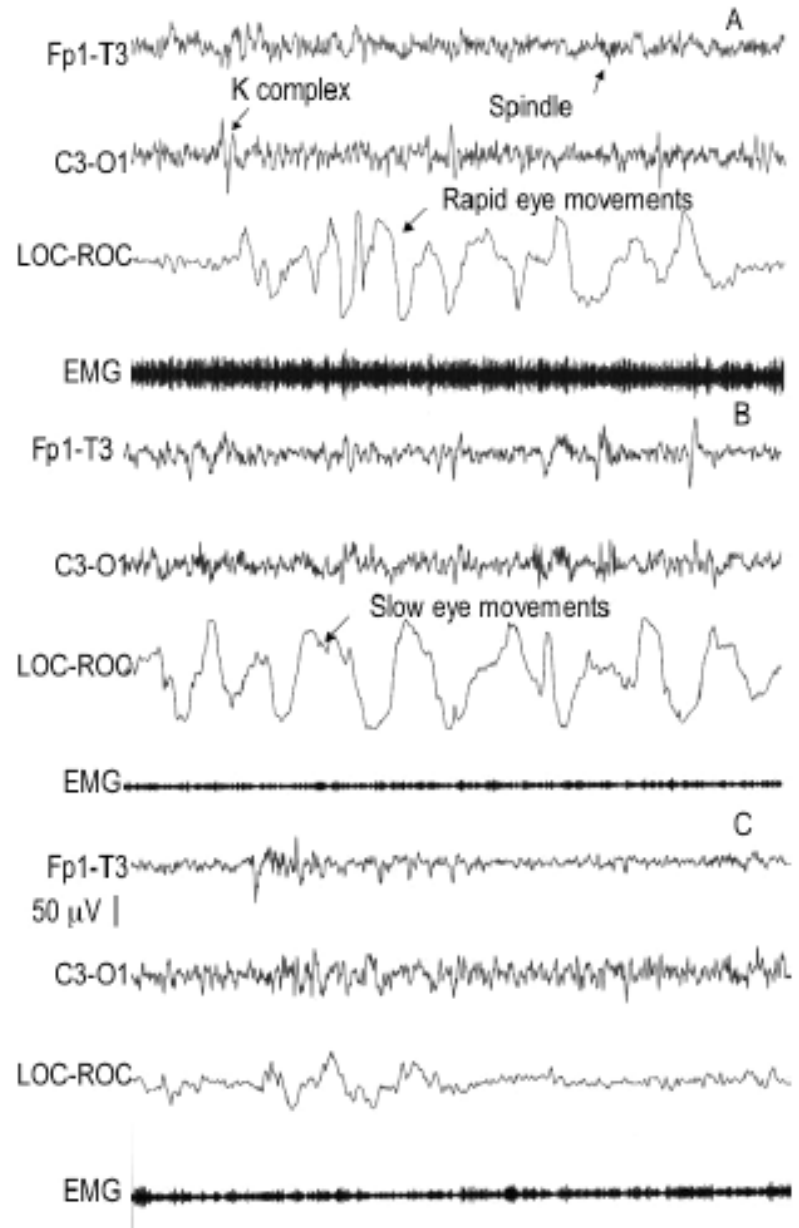 A
Fp1-T3
K complex
Spindle
C3-O1
Rapid eye movements
LOC-ROC
EMG
B
Fp1-T3
C3-O1
Slow eye movements
LOC-ROC
EMG
C
Fp1-T3
50 µV
C3-O1
LOC-ROC
EMG